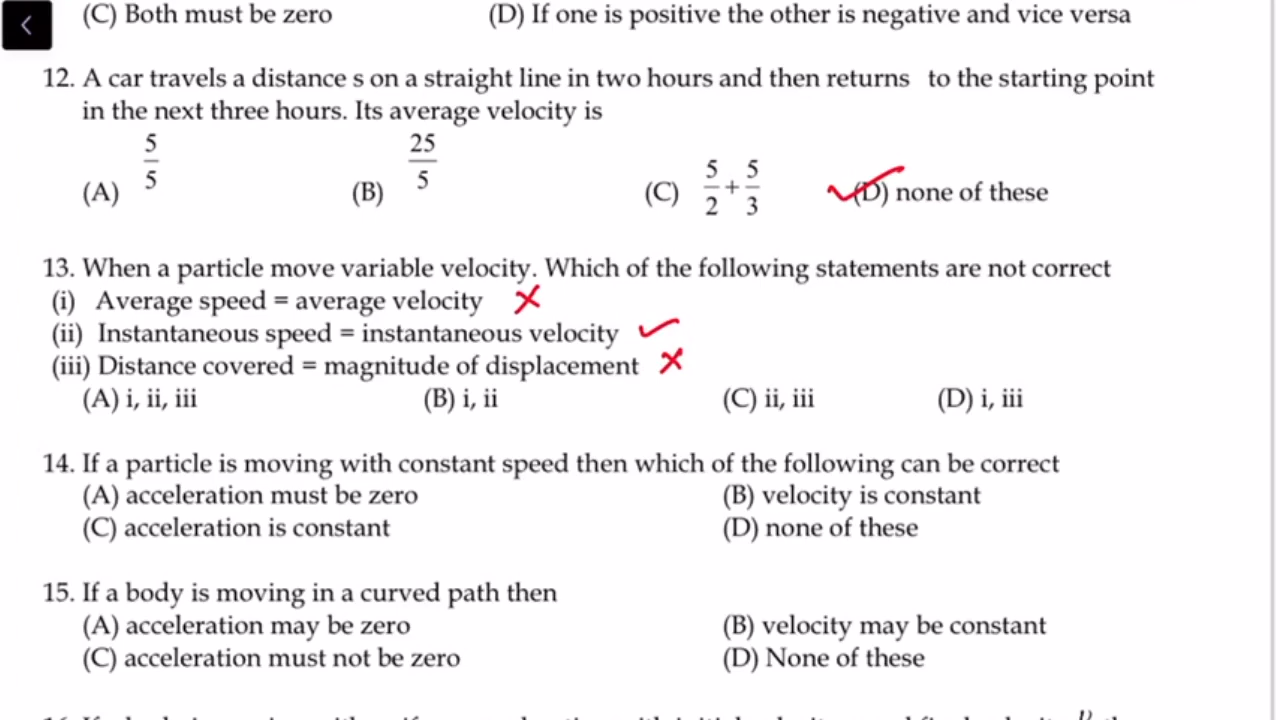 (C) Both must be zero (D) If one is positive the other is negative and vice versa
12. A car travels a distance s on a straight line in two hours and then returns to the starting point
in the next three hours. Its average velocity is
(A) 5/5 (B) 25/5 (C) 5/2 + 5/3 (D) none of these
13. When a particle move variable velocity. Which of the following statements are not correct
(i) Average speed = average velocity
(ii) Instantaneous speed = instantaneous velocity
(iii) Distance covered = magnitude of displacement
(A) i, ii, iii (B) i, ii (C) ii, iii (D) i, iii
14. If a particle is moving with constant speed then which of the following can be correct
(A) acceleration must be zero (B) velocity is constant
(C) acceleration is constant (D) none of these
15. If a body is moving in a curved path then
(A) acceleration may be zero (B) velocity may be constant
(C) acceleration must not be zero (D) None of these